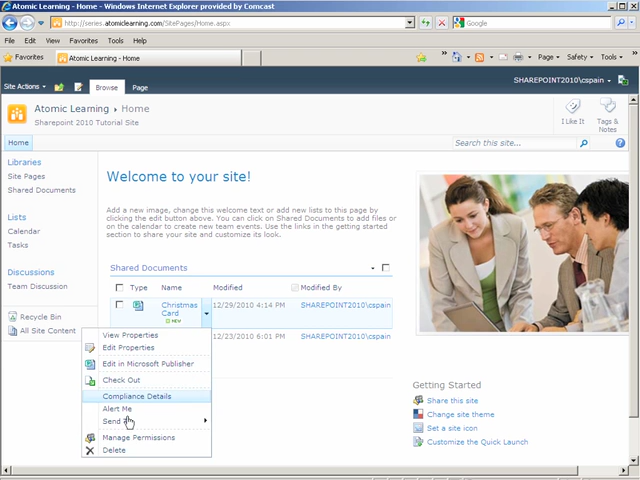 Atomic Learning - Home - Windows Internet Explorer provided by Comcast
http://series.atomiclearning.com/SitePages/Home.aspx
Google
File Edit View Favorites Tools Help
Favorites
Atomic Learning - Home
Page Safety Tools
Site Actions
Browse
Page
SHAREPOINT2010\cspain
Atomic Learning Home
Sharepoint 2010 Tutorial Site
I Like It
Tags &
Notes
Home
Search this site...
Libraries
Site Pages
Shared Documents
Lists
Calendar
Tasks
Discussions
Team Discussion
Recycle Bin
All Site Content
Welcome to your site!
Add a new image, change this welcome text or add new lists to this page by
clicking the edit button above. You can click on Shared Documents to add files or
on the calendar to create new team events. Use the links in the getting started
section to share your site and customize its look.
Shared Documents
Type Name Modified Modified By
Christmas
Card
NEW
12/29/2010 4:14 PM SHAREPOINT2010\cspain
12/23/2010 6:01 PM SHAREPOINT2010\cspain
View Properties
Edit Properties
Edit in Microsoft Publisher
Check Out
Compliance Details
Alert Me
Send
Manage Permissions
Delete
Getting Started
Share this site
Change site theme
Set a site icon
Customize the Quick Launch